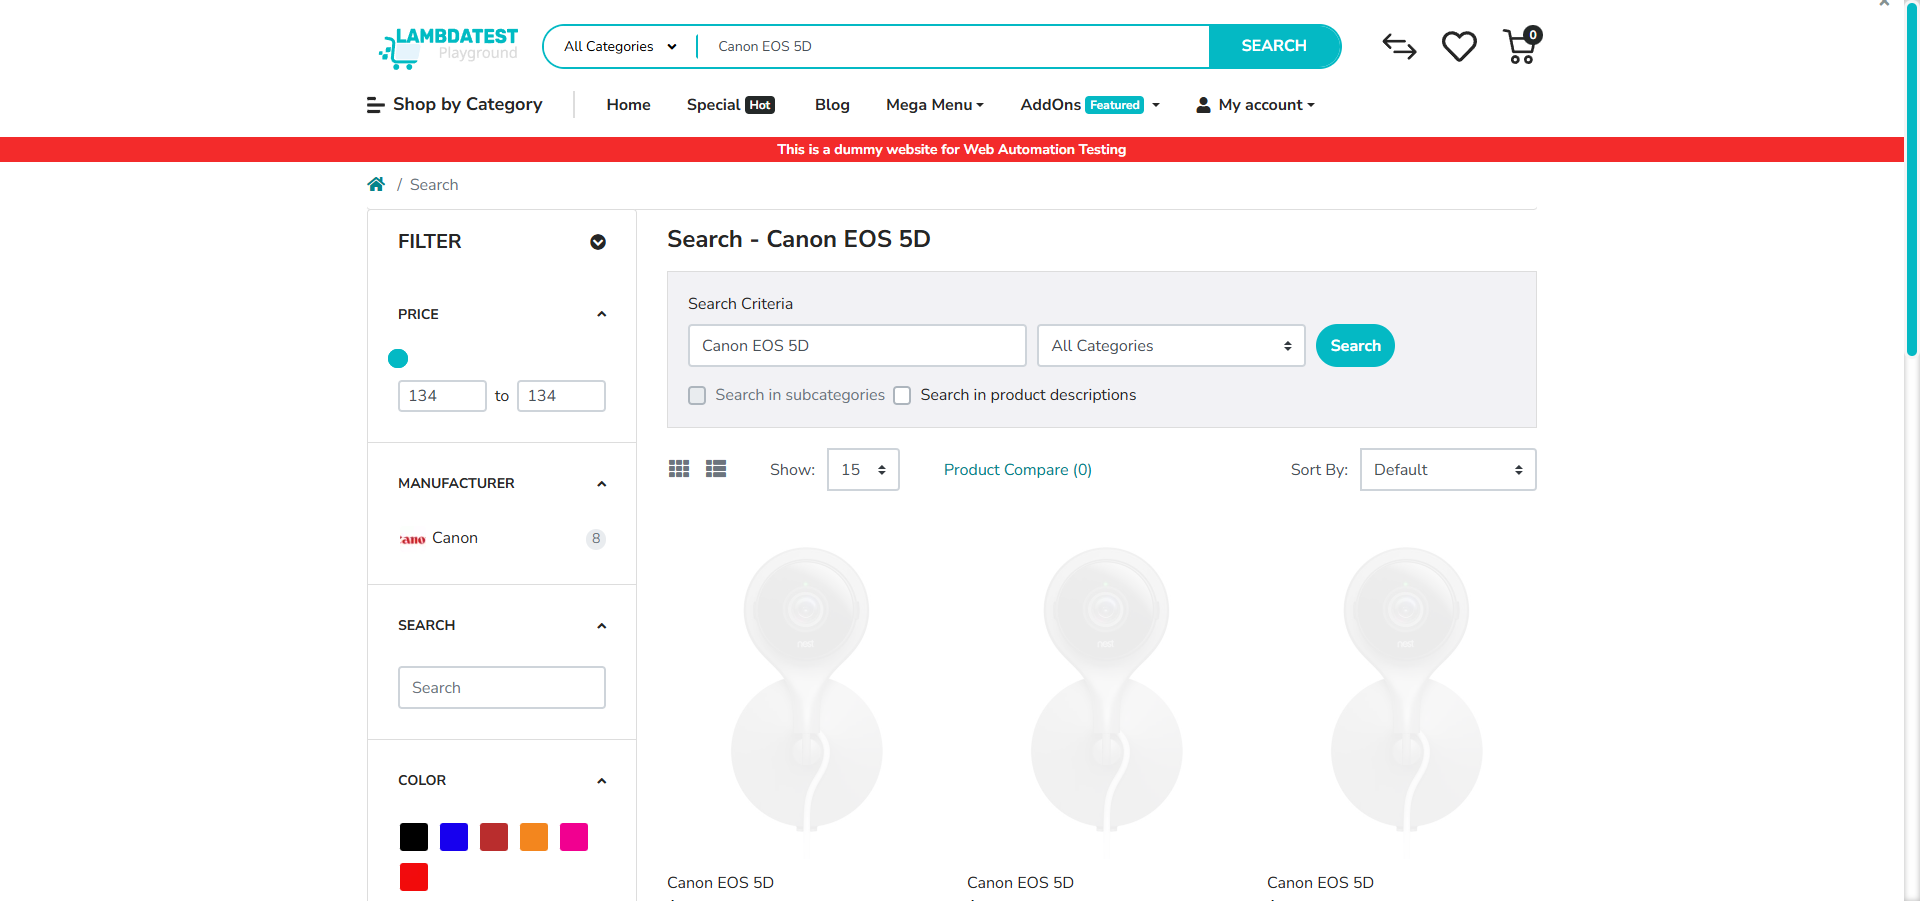 LAMBDATEST
Playground
All Categories
Canon EOS 5D
SEARCH
0
Shop by Category
Home
Special Hot
Blog
Mega Menu
AddOns Featured
My account
This is a dummy website for Web Automation Testing
/ Search
FILTER
PRICE
134 to 134
MANUFACTURER
Canon 8
SEARCH
Search
COLOR
Search - Canon EOS 5D
Search Criteria
Canon EOS 5D
All Categories
Search
Search in subcategories
Search in product descriptions
Show: 15
Product Compare (0)
Sort By: Default
nest
nest
nest
Canon EOS 5D
Canon EOS 5D
Canon EOS 5D